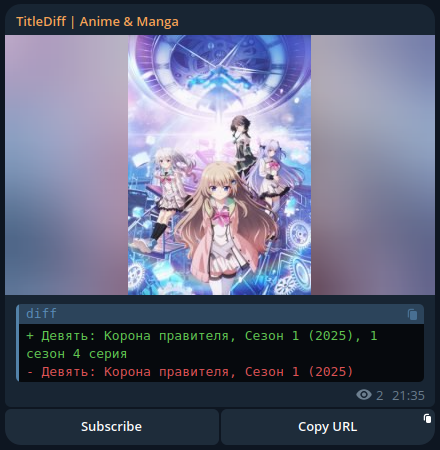 TitleDiff | Anime & Manga
diff
+ Девять: Корона правителя, Сезон 1 (2025), 1
сезон 4 серия
- Девять: Корона правителя, Сезон 1 (2025)
2 21:35
Subscribe
Copy URL